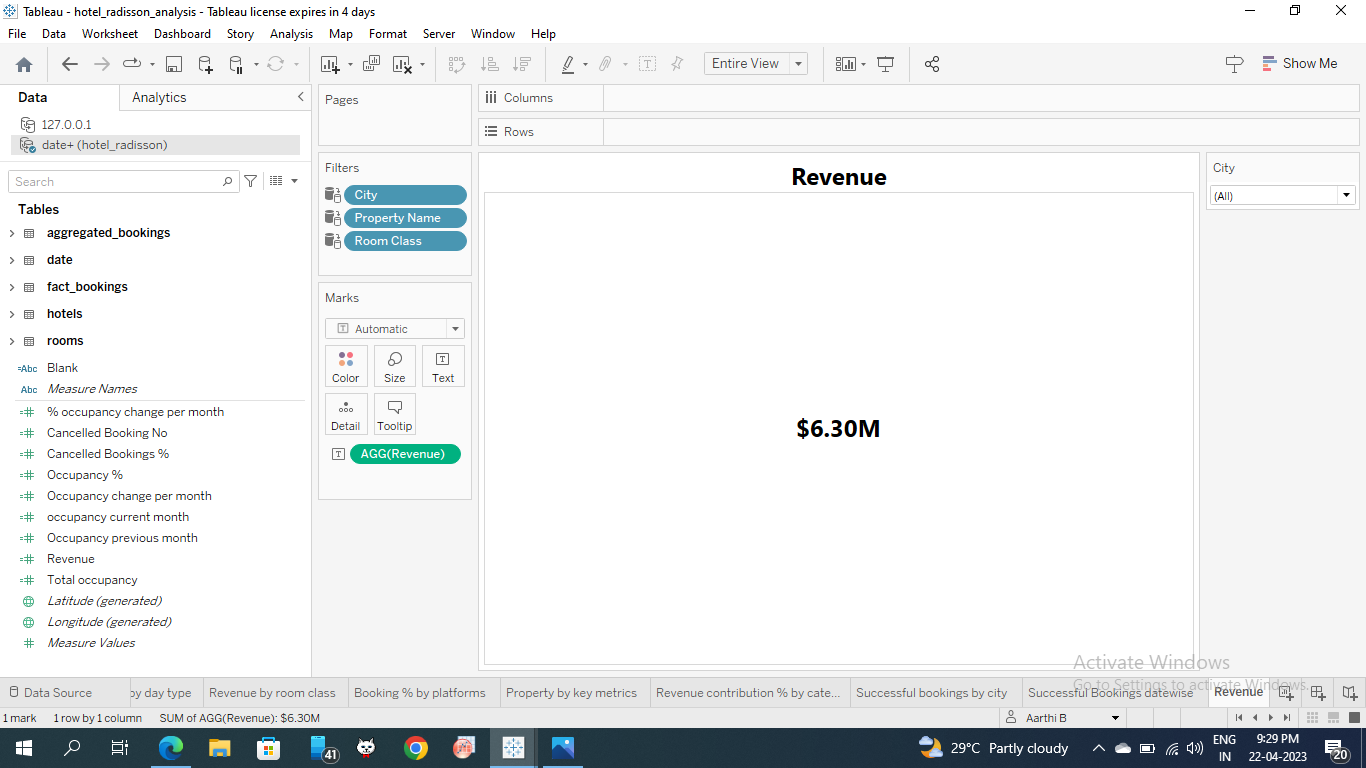 Tableau - hotel_radisson_analysis - Tableau license expires in 4 days
File Data Worksheet Dashboard Story Analysis Map Format Server Window Help
Entire View
Show Me
Data Analytics
127.0.0.1
date+ (hotel_radisson)
Search
Tables
aggregated_bookings
date
fact_bookings
hotels
rooms
=Abc Blank
Abc Measure Names
=# % occupancy change per month
=# Cancelled Booking No
=# Cancelled Bookings %
=# Occupancy %
=# Occupancy change per month
=# occupancy current month
=# Occupancy previous month
=# Revenue
=# Total occupancy
Latitude (generated)
Longitude (generated)
# Measure Values
Pages
Filters
City
Property Name
Room Class
Marks
T Automatic
Color Size Text
Detail Tooltip
T AGG(Revenue)
Columns
Rows
Revenue
$6.30M
City
(All)
Activate Windows
Go to Settings to activate Windows.
Data Source by day type Revenue by room class Booking % by platforms Property by key metrics Revenue contribution % by cate... Successful bookings by city Successful Bookings datewise Revenue
1 mark 1 row by 1 column SUM of AGG(Revenue): $6.30M
Aarthi B
41
29°C Partly cloudy
ENG
IN
9:29 PM
22-04-2023
20